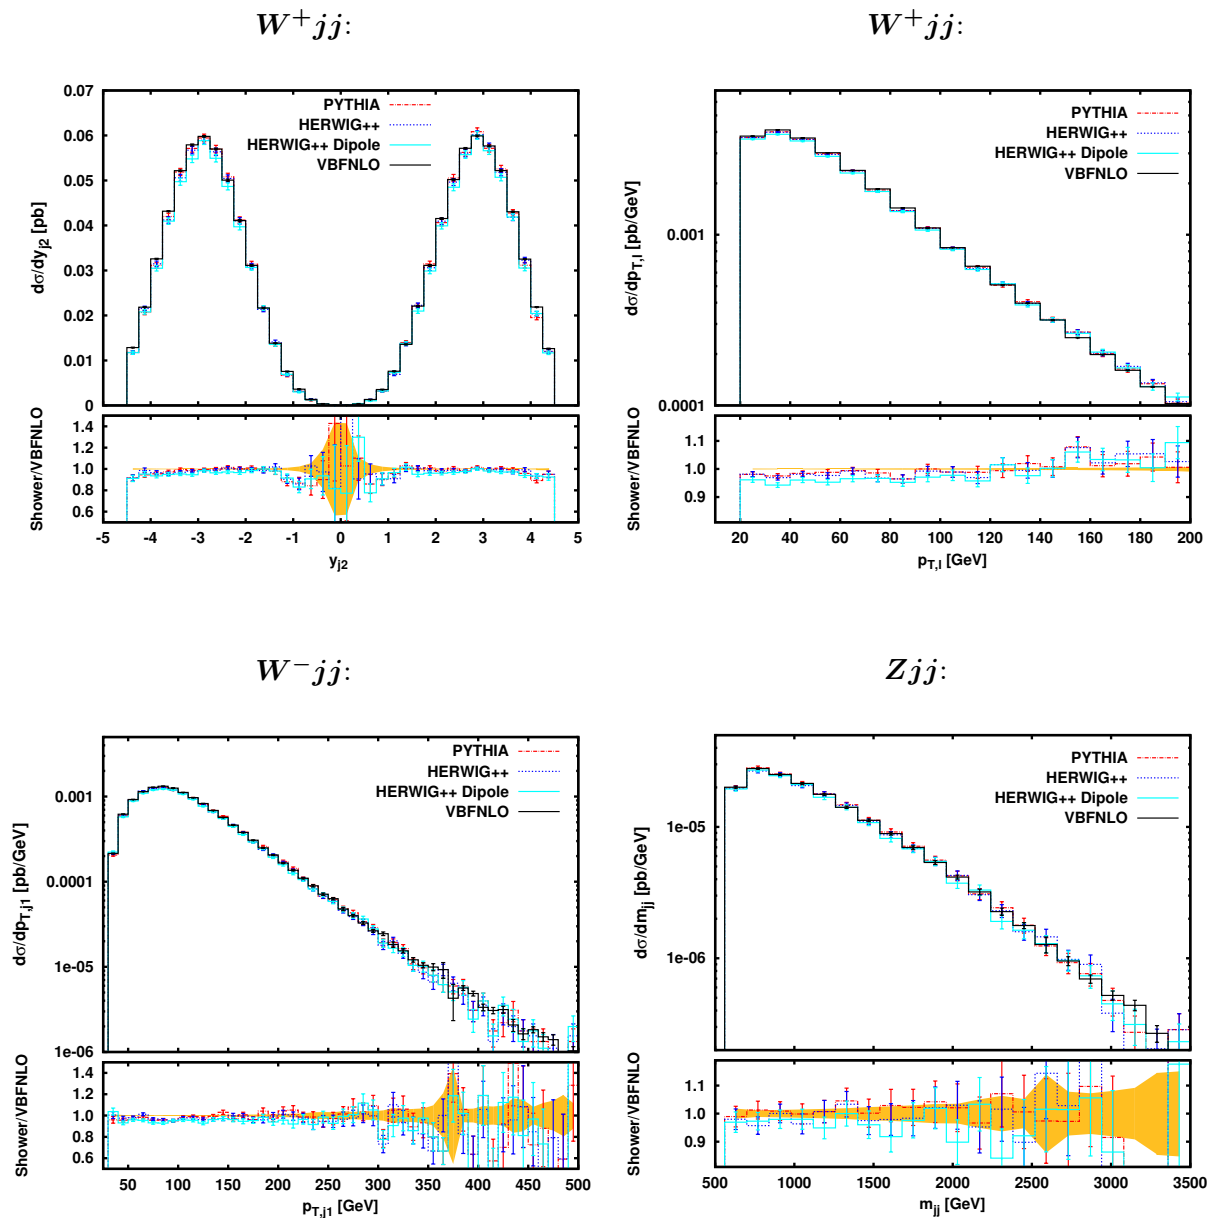 W⁺jj:
0.07
0.06
0.05
0.04
0.03
0.02
0.01
0
dσ/dy_j2 [pb]
PYTHIA
HERWIG++
HERWIG++ Dipole
VBFNLO
1.4
1.2
1.0
0.8
0.6
Shower/VBFNLO
-5 -4 -3 -2 -1 0 1 2 3 4 5
y_j2
W⁺jj:
0.001
0.0001
dσ/dp_T,l [pb/GeV]
PYTHIA
HERWIG++
HERWIG++ Dipole
VBFNLO
1.1
1.0
0.9
Shower/VBFNLO
20 40 60 80 100 120 140 160 180 200
p_T,l [GeV]
W⁻jj:
0.001
0.0001
1e-05
1e-06
dσ/dp_T,j1 [pb/GeV]
PYTHIA
HERWIG++
HERWIG++ Dipole
VBFNLO
1.4
1.2
1.0
0.8
0.6
Shower/VBFNLO
50 100 150 200 250 300 350 400 450 500
p_T,j1 [GeV]
Zjj:
1e-05
1e-06
dσ/dm_jj [pb/GeV]
PYTHIA
HERWIG++
HERWIG++ Dipole
VBFNLO
1.1
1.0
0.9
Shower/VBFNLO
500 1000 1500 2000 2500 3000 3500
m_jj [GeV]